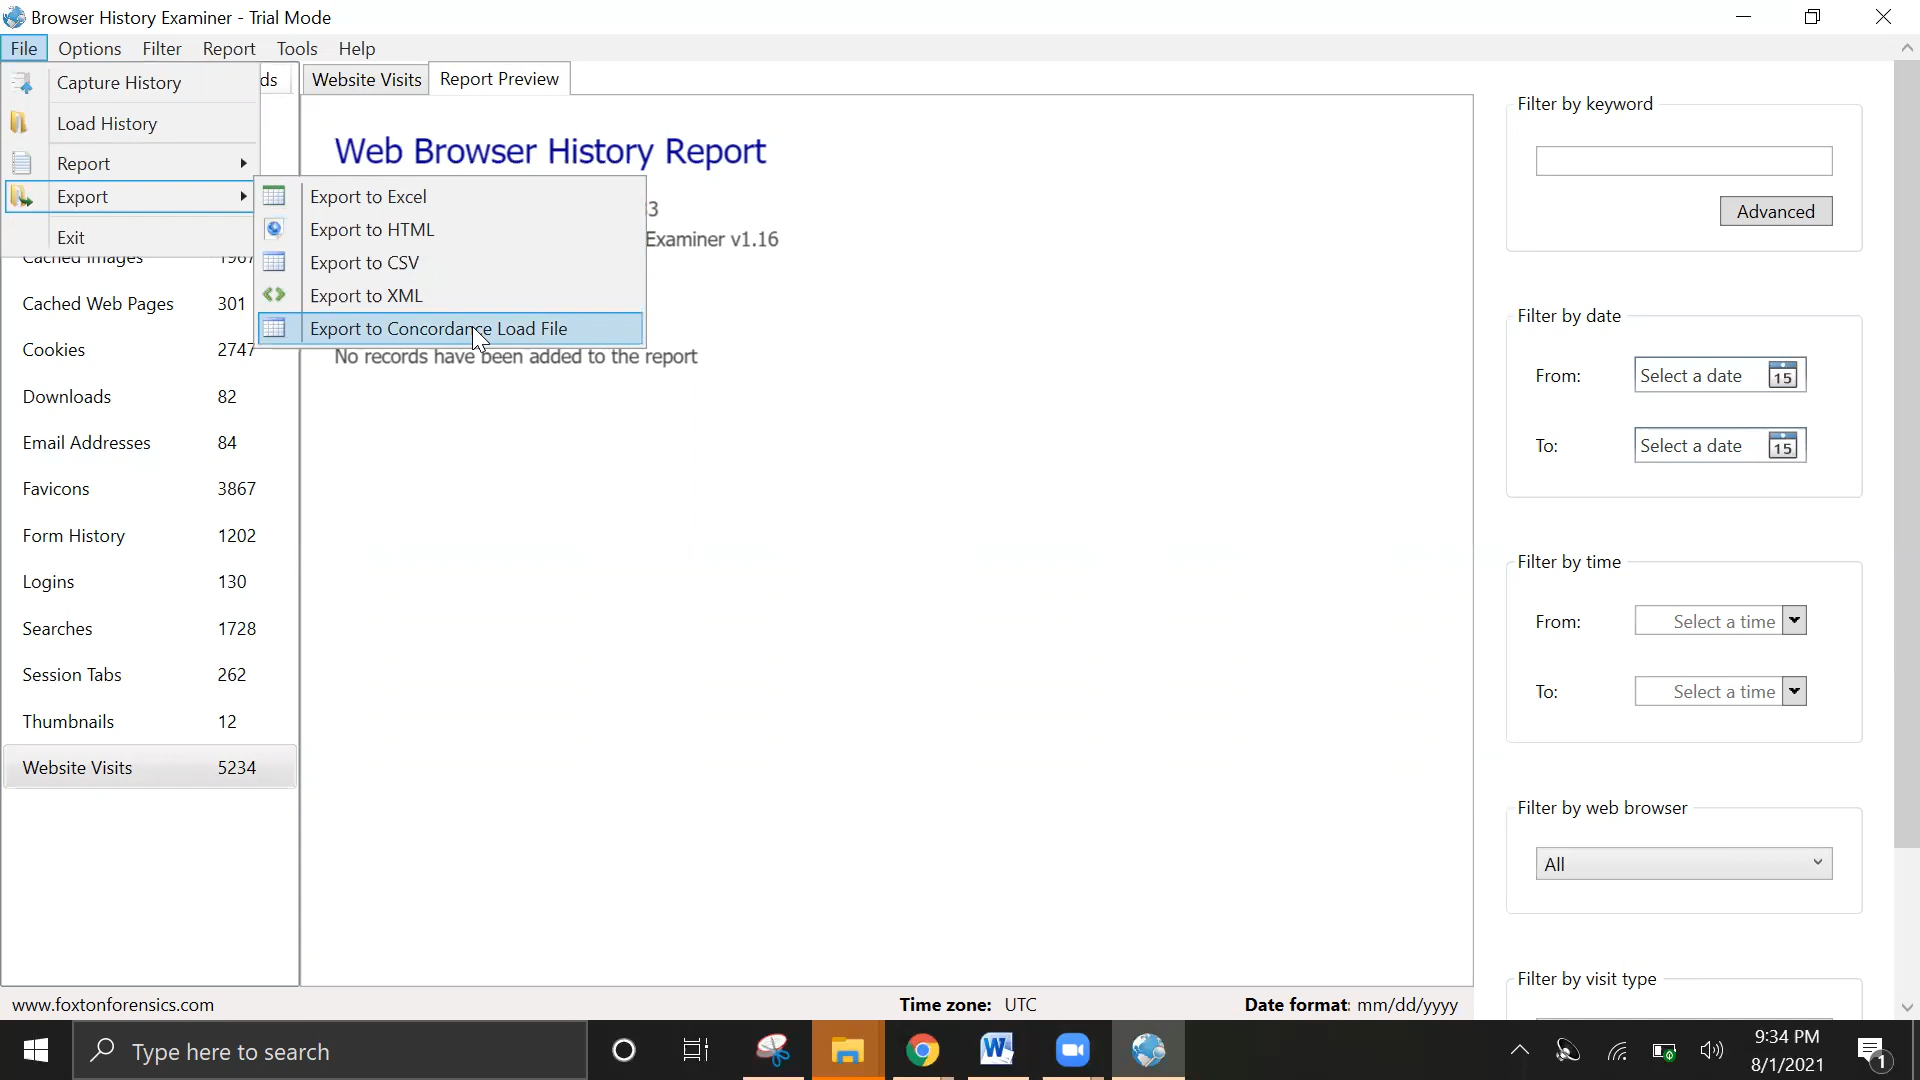 Browser History Examiner - Trial Mode
File Options Filter Report Tools Help
Capture History
Load History
Report
Export
Exit
ds
Website Visits Report Preview
Export to Excel
Export to HTML
Export to CSV
Export to XML
Export to Concordance Load File
Web Browser History Report
3
Examiner v1.16
No records have been added to the report
Cached Images 1967
Cached Web Pages 301
Cookies 2747
Downloads 82
Email Addresses 84
Favicons 3867
Form History 1202
Logins 130
Searches 1728
Session Tabs 262
Thumbnails 12
Website Visits 5234
Filter by keyword
Advanced
Filter by date
From: Select a date 15
To: Select a date 15
Filter by time
From: Select a time
To: Select a time
Filter by web browser
All
Filter by visit type
www.foxtonforensics.com Time zone: UTC Date format: mm/dd/yyyy
Type here to search
9:34 PM
8/1/2021
1